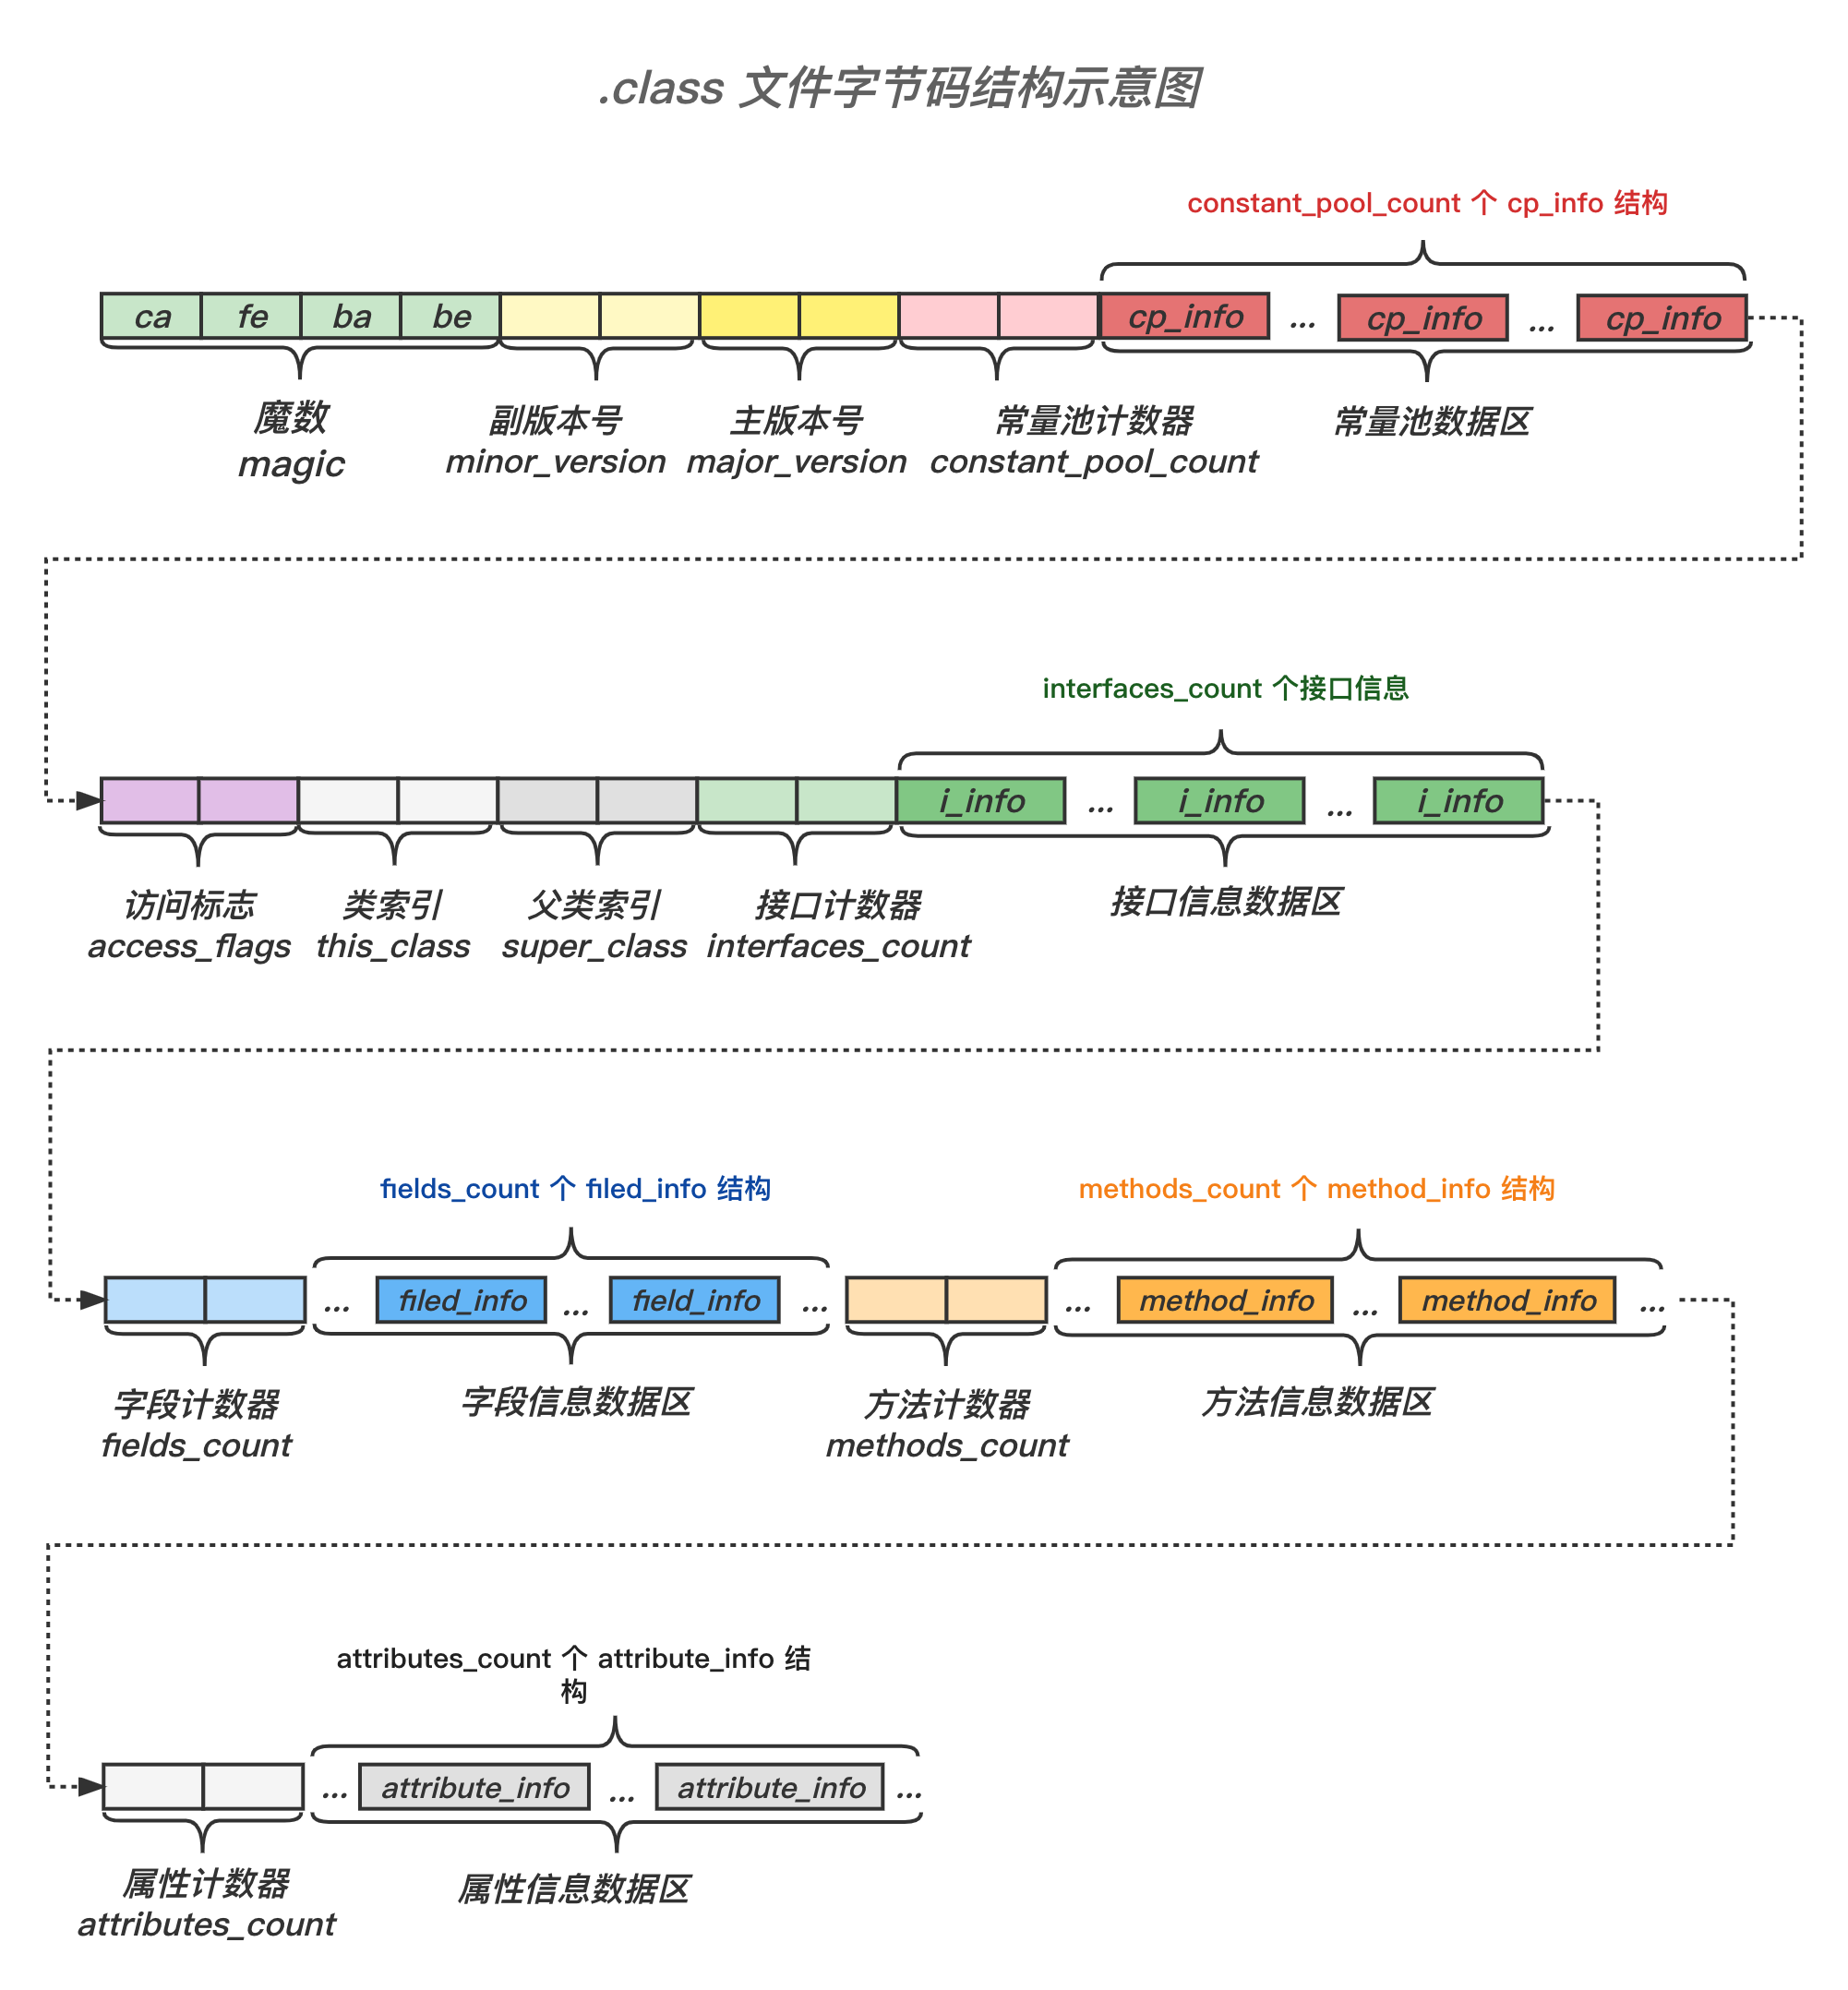 .class 文件字节码结构示意图
constant_pool_count 个 cp_info 结构
ca fe ba be cp_info ... cp_info ... cp_info
魔数 副版本号 主版本号 常量池计数器 常量池数据区
magic minor_version major_version constant_pool_count
interfaces_count 个接口信息
i_info ... i_info ... i_info
访问标志 类索引 父类索引 接口计数器 接口信息数据区
access_flags this_class super_class interfaces_count
fields_count 个 filed_info 结构 methods_count 个 method_info 结构
... filed_info ... field_info ... ... method_info ... method_info ...
字段计数器 字段信息数据区 方法计数器 方法信息数据区
fields_count methods_count
attributes_count 个 attribute_info 结
构
... attribute_info ... attribute_info ...
属性计数器 属性信息数据区
attributes_count